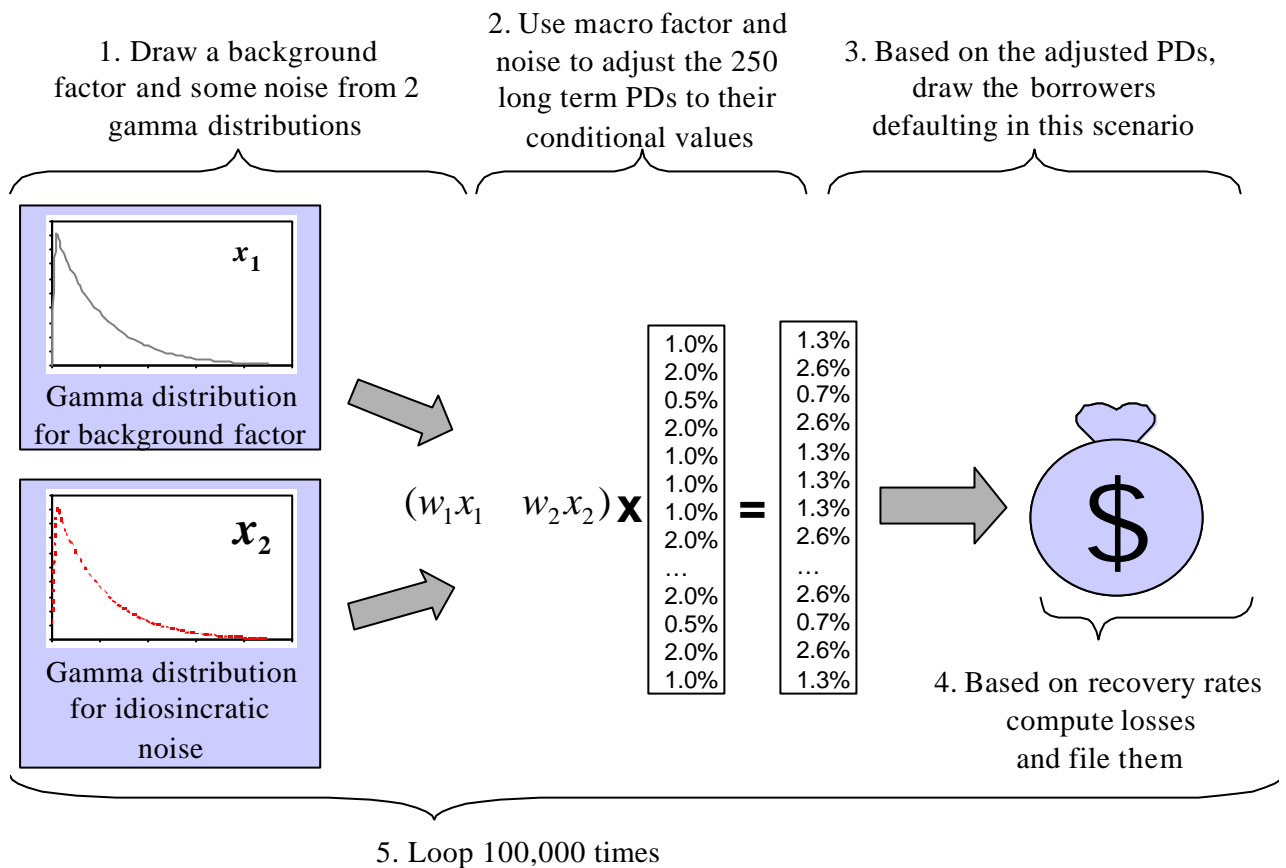 1. Draw a background
factor and some noise from 2
gamma distributions
2. Use macro factor and
noise to adjust the 250
long term PDs to their
conditional values
3. Based on the adjusted PDs,
draw the borrowers
defaulting in this scenario
x1
Gamma distribution
for background factor
x2
Gamma distribution
for idiosincratic
noise
(w1x1 w2x2) x
1.0%
2.0%
0.5%
2.0%
1.0%
1.0%
1.0%
2.0%
...
2.0%
0.5%
2.0%
1.0%
=
1.3%
2.6%
0.7%
2.6%
1.3%
1.3%
1.3%
2.6%
...
2.6%
0.7%
2.6%
1.3%
$
4. Based on recovery rates
compute losses
and file them
5. Loop 100,000 times